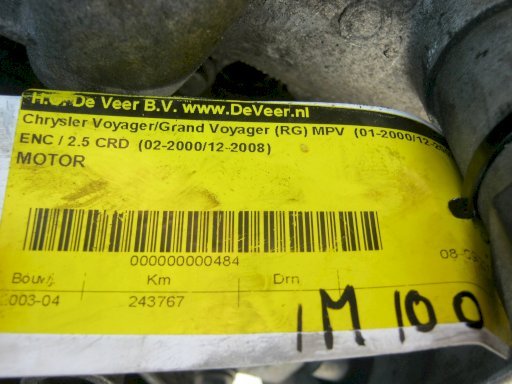 H.C. De Veer B.V. www.DeVeer.nl
Chrysler Voyager/Grand Voyager (RG) MPV (01-2000/12-
ENC / 2.5 CRD (02-2000/12-2008)
MOTOR
000000000484
08-
Bouwj. Km Drn
003-04 243767
1M 100